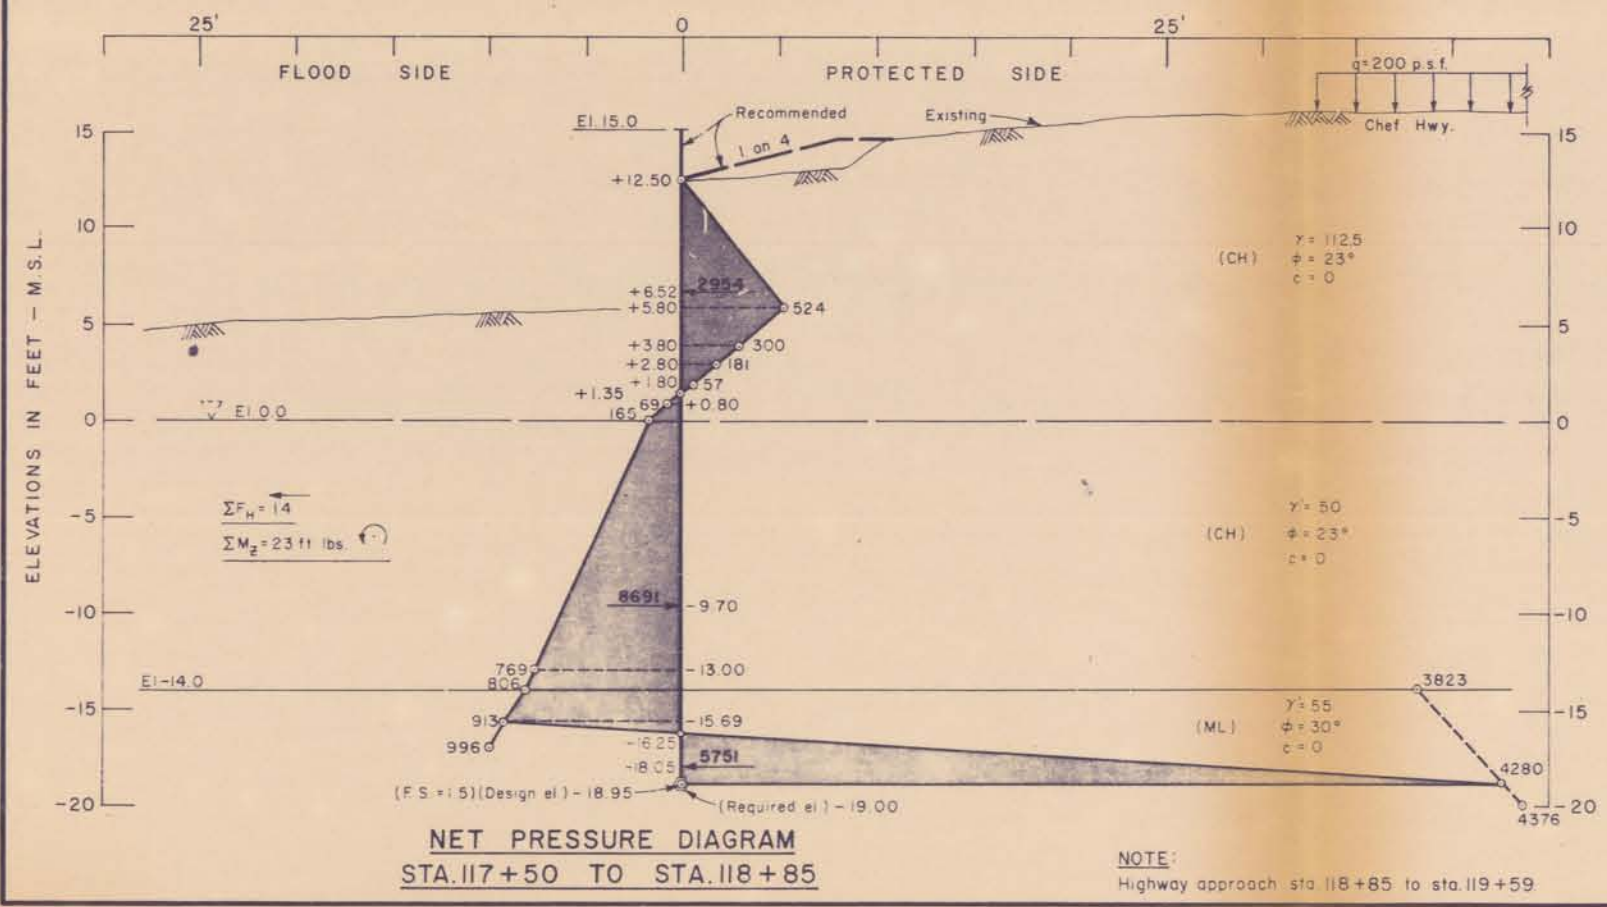 25' 0 25'
FLOOD SIDE PROTECTED SIDE
q=200 p.s.f.
El. 15.0 Recommended Existing
15 1 on 4 Chef Hwy. 15
+12.50
10 10
γ = 112.5
(CH) φ = 23°
c = 0
+6.52 2954
+5.80 524
5 5
+3.80 300
+2.80 181
+1.80 57
+1.35
69 +0.80
165
El. 0.0
0 0
ELEVATIONS IN FEET - M.S.L.
ΣF_H = 14
ΣM_Z = 23 ft lbs.
-5 -5
γ' = 50
(CH) φ = 23°
c = 0
8691 -9.70
-10 -10
769 -13.00
El -14.0 806 3823
-15 -15
913 -15.69
γ' = 55
(ML) φ = 30°
c = 0
-16.25
996
5751
-18.05
4280
(F.S. = 1.5)(Design el.) -18.95
(Required el.) -19.00
-20 -20
4376
NET PRESSURE DIAGRAM
STA. 117+50 TO STA. 118+85
NOTE:
Highway approach sta. 118+85 to sta. 119+59